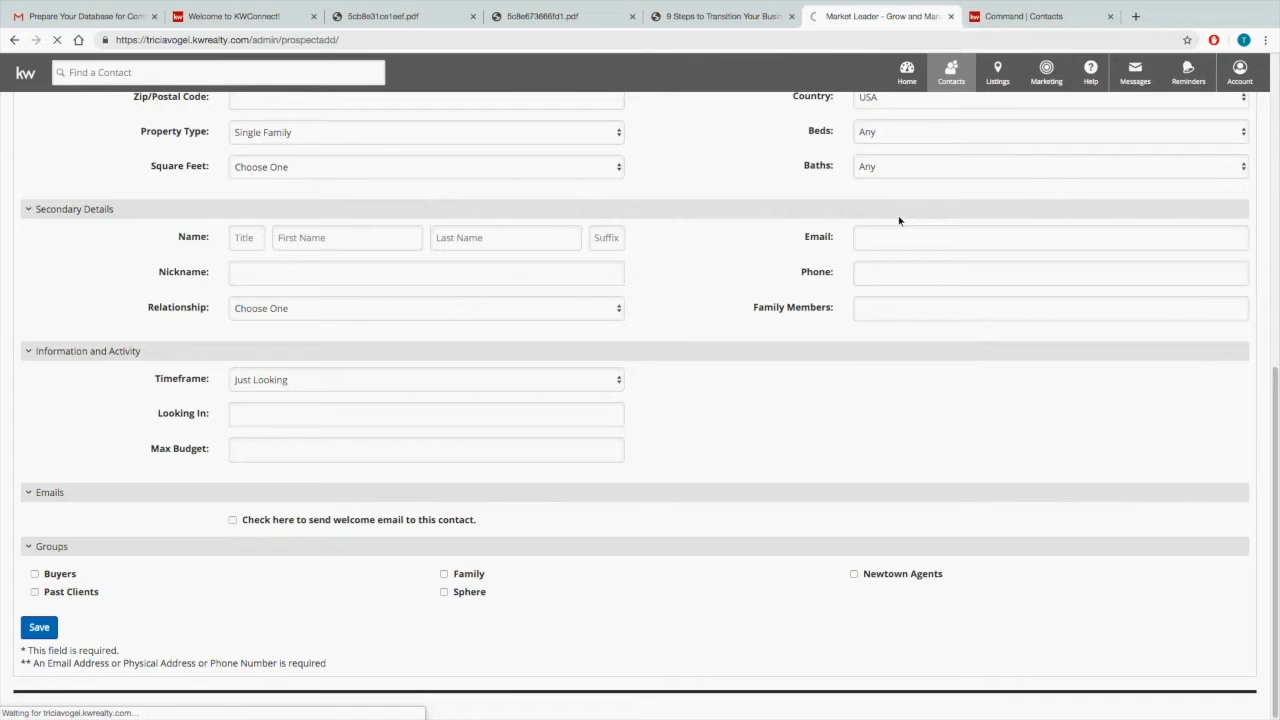 Prepare Your Database for Com
Welcome to KWConnect!
5cb8e31ce1eef.pdf
5c8e673666fd1.pdf
9 Steps to Transition Your Busin
Market Leader - Grow and Man
Command | Contacts
https://triciavogel.kwrealty.com/admin/prospectadd/
T
kw
Find a Contact
Home
Contacts
Listings
Marketing
Help
Messages
Reminders
Account
Zip/Postal Code:
Country: USA
Property Type: Single Family
Beds: Any
Square Feet: Choose One
Baths: Any
Secondary Details
Name: Title First Name Last Name Suffix
Email:
Nickname:
Phone:
Relationship: Choose One
Family Members:
Information and Activity
Timeframe: Just Looking
Looking In:
Max Budget:
Emails
Check here to send welcome email to this contact.
Groups
Buyers
Family
Newtown Agents
Past Clients
Sphere
Save
* This field is required.
** An Email Address or Physical Address or Phone Number is required
Waiting for triciavogel.kwrealty.com...